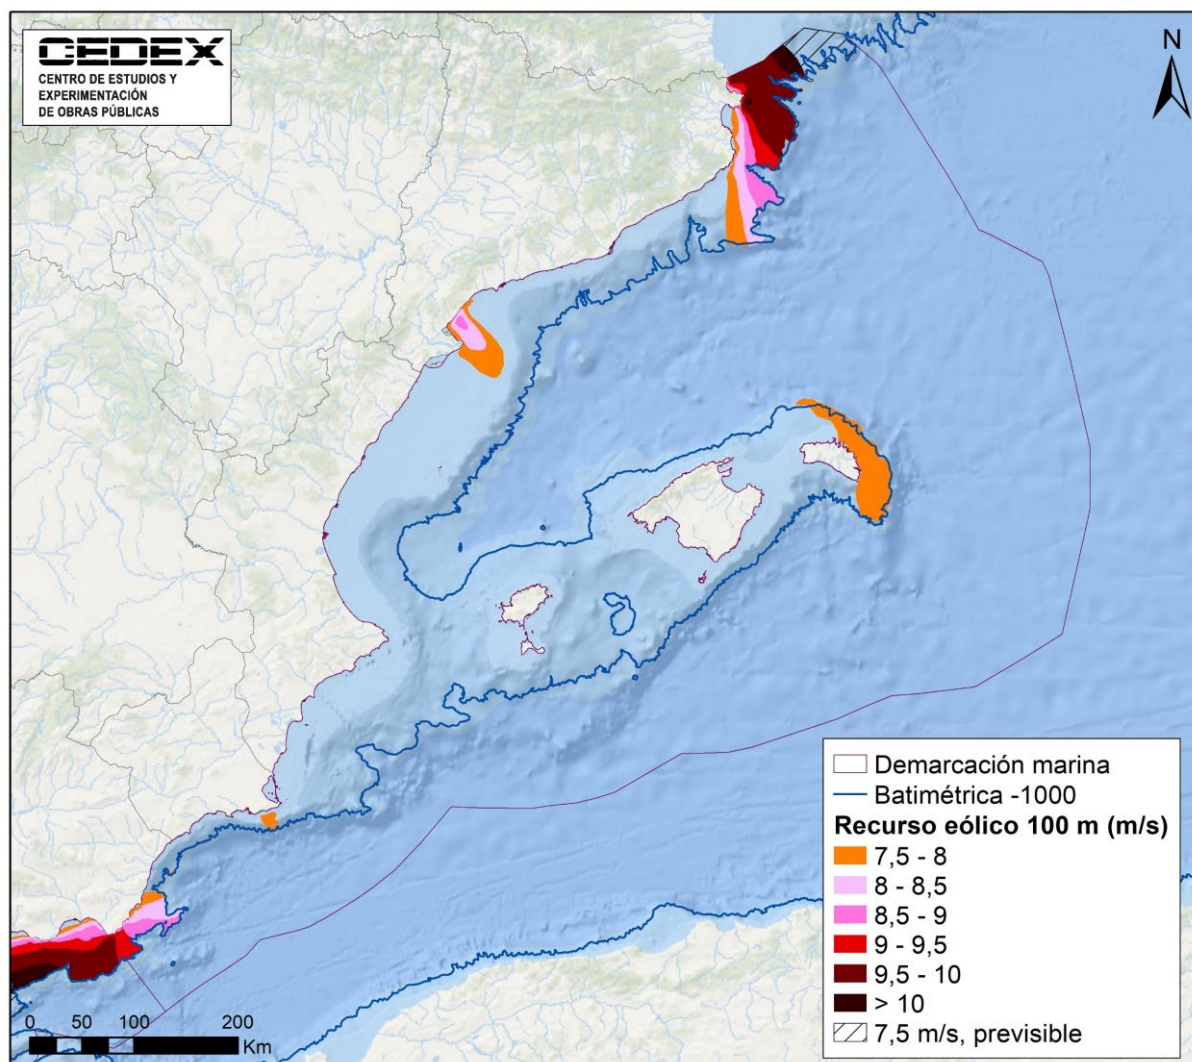 CEDEX
CENTRO DE ESTUDIOS Y
EXPERIMENTACIÓN
DE OBRAS PÚBLICAS
N
Demarcación marina
Batimétrica -1000
Recurso eólico 100 m (m/s)
7,5 - 8
8 - 8,5
8,5 - 9
9 - 9,5
9,5 - 10
> 10
7,5 m/s, previsible
0 50 100 200
Km